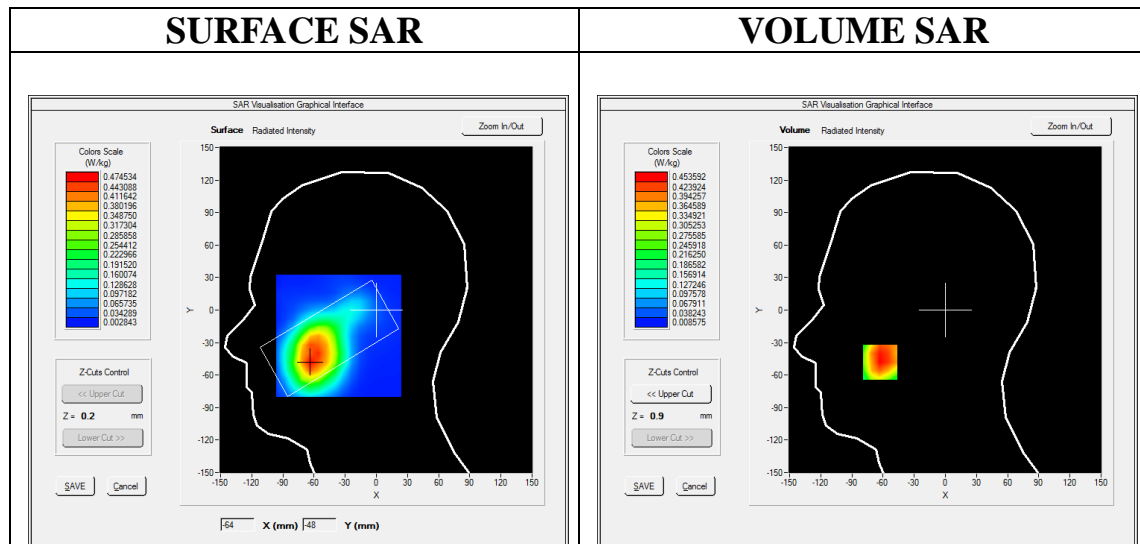 SURFACE SAR
VOLUME SAR
SAR Visualisation Graphical Interface
Surface Radiated Intensity
Zoom In/Out
Colors Scale
(W/kg)
0.474534
0.443088
0.411642
0.380196
0.348750
0.317304
0.285858
0.254412
0.222966
0.191520
0.160074
0.128628
0.097182
0.065735
0.034289
0.002843
Z-Cuts Control
<< Upper Cut
Z = 0.2 mm
Lower Cut >>
SAVE Cancel
150
120
90
60
30
0
-30
-60
-90
-120
-150
Y
-150 -120 -90 -60 -30 0 30 60 90 120 150
X
-64 X (mm) -48 Y (mm)
SAR Visualisation Graphical Interface
Volume Radiated Intensity
Zoom In/Out
Colors Scale
(W/kg)
0.453592
0.423924
0.394257
0.364589
0.334921
0.305253
0.275585
0.245918
0.216250
0.186582
0.156914
0.127246
0.097578
0.067911
0.038243
0.008575
Z-Cuts Control
<< Upper Cut
Z = 0.9 mm
Lower Cut >>
SAVE Cancel
150
120
90
60
30
0
-30
-60
-90
-120
-150
Y
-150 -120 -90 -60 -30 0 30 60 90 120 150
X